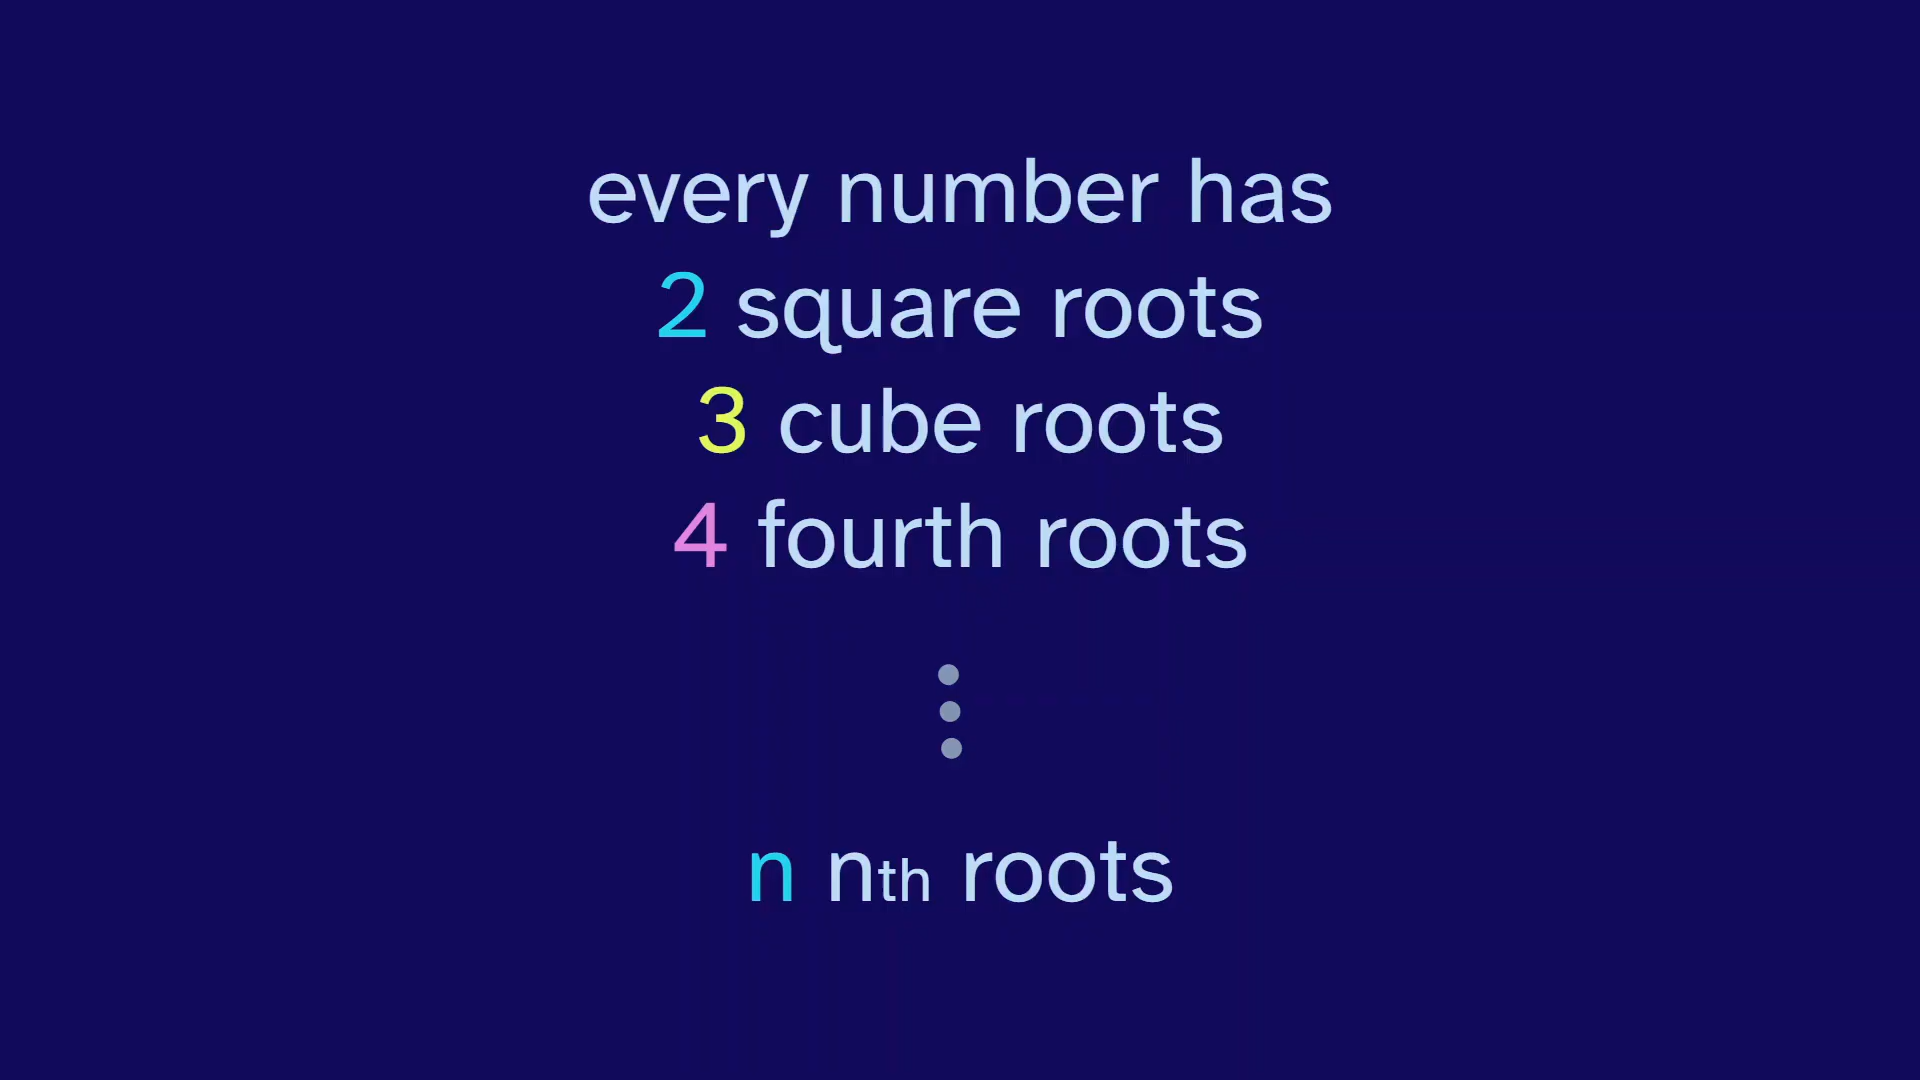 every number has
2 square roots
3 cube roots
4 fourth roots
n nth roots